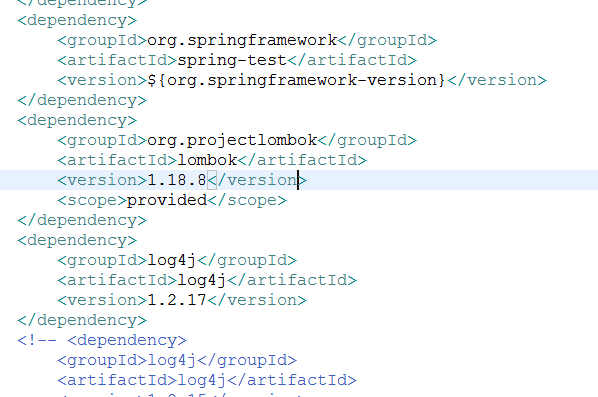 </dependency>
<dependency>
<groupId>org.springframework</groupId>
<artifactId>spring-test</artifactId>
<version>${org.springframework-version}</version>
</dependency>
<dependency>
<groupId>org.projectlombok</groupId>
<artifactId>lombok</artifactId>
<version>1.18.8</version>
<scope>provided</scope>
</dependency>
<dependency>
<groupId>log4j</groupId>
<artifactId>log4j</artifactId>
<version>1.2.17</version>
</dependency>
<!-- <dependency>
<groupId>log4j</groupId>
<artifactId>log4j</artifactId>